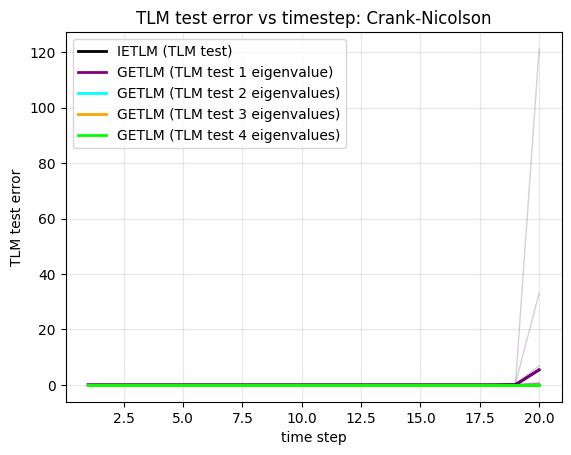 TLM test error vs timestep: Crank-Nicolson
120
100
80
60
40
20
0
TLM test error
IETLM (TLM test)
GETLM (TLM test 1 eigenvalue)
GETLM (TLM test 2 eigenvalues)
GETLM (TLM test 3 eigenvalues)
GETLM (TLM test 4 eigenvalues)
2.5 5.0 7.5 10.0 12.5 15.0 17.5 20.0
time step